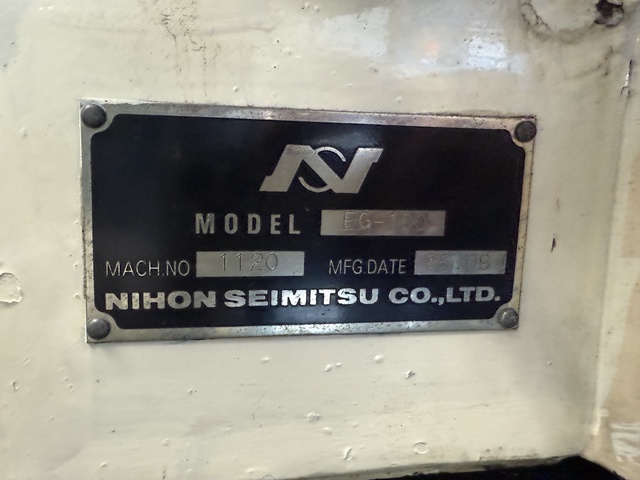 MODEL
MACH.NO 1120 MFG.DATE
NIHON SEIMITSU CO.,LTD.